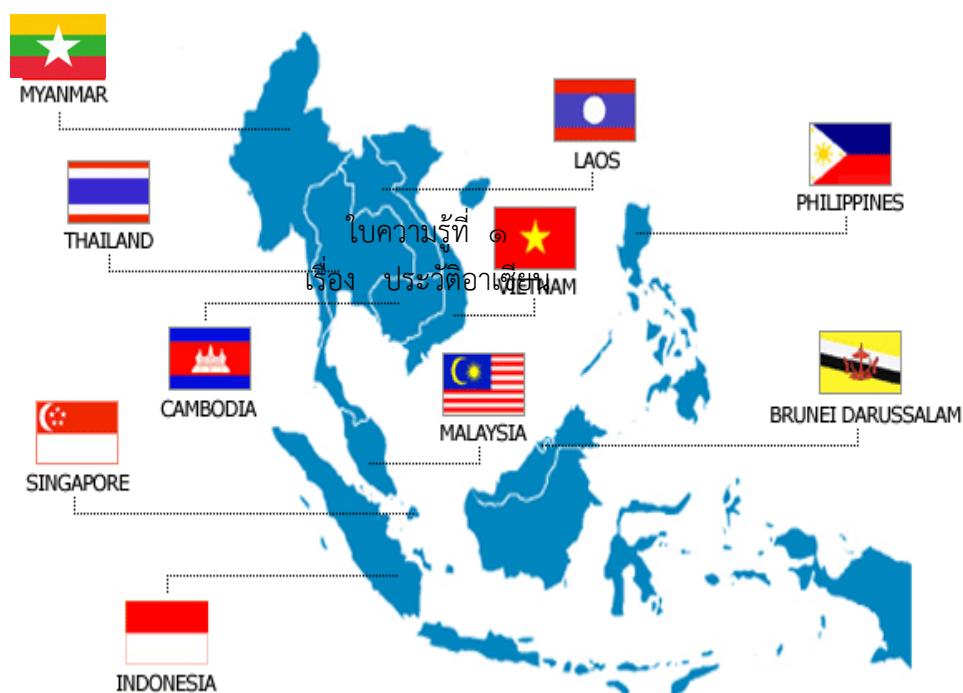 MYANMAR
LAOS
PHILIPPINES
THAILAND
ใบความรู้ที่ ๑
เรื่อง ประวัติอาเซียน
VIETNAM
CAMBODIA
MALAYSIA
BRUNEI DARUSSALAM
SINGAPORE
INDONESIA